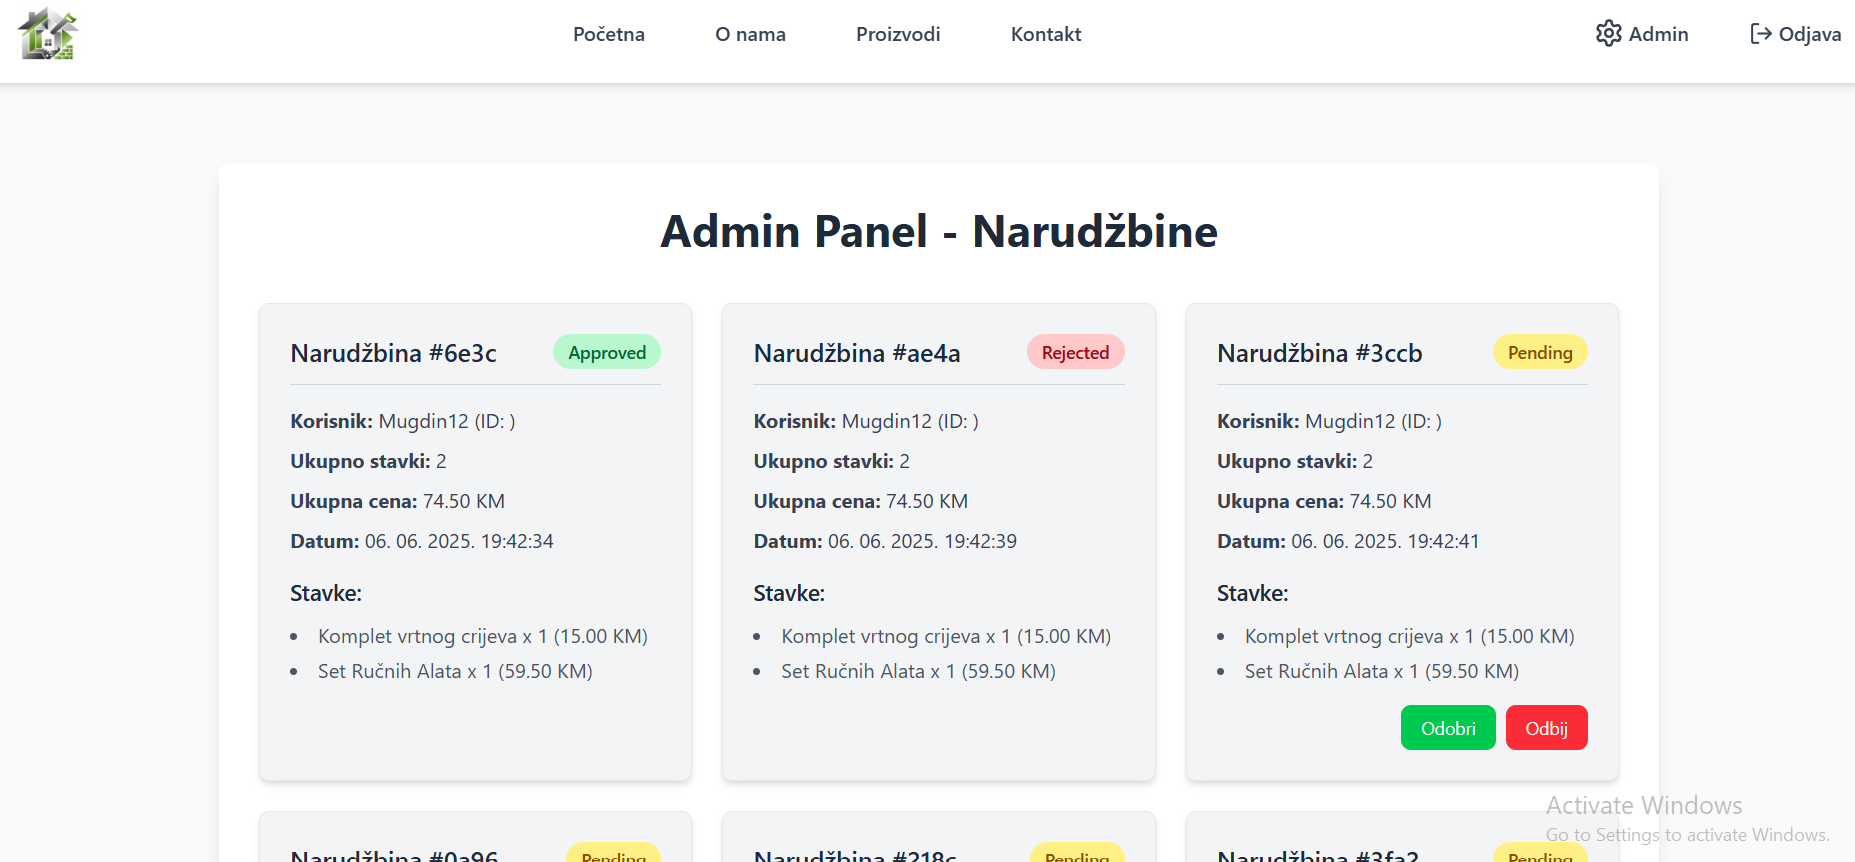 Početna O nama Proizvodi Kontakt Admin Odjava
Admin Panel - Narudžbine
Narudžbina #6e3c Approved
Korisnik: Mugdin12 (ID: )
Ukupno stavki: 2
Ukupna cena: 74.50 KM
Datum: 06. 06. 2025. 19:42:34
Stavke:
• Komplet vrtnog crijeva x 1 (15.00 KM)
• Set Ručnih Alata x 1 (59.50 KM)
Narudžbina #ae4a Rejected
Korisnik: Mugdin12 (ID: )
Ukupno stavki: 2
Ukupna cena: 74.50 KM
Datum: 06. 06. 2025. 19:42:39
Stavke:
• Komplet vrtnog crijeva x 1 (15.00 KM)
• Set Ručnih Alata x 1 (59.50 KM)
Narudžbina #3ccb Pending
Korisnik: Mugdin12 (ID: )
Ukupno stavki: 2
Ukupna cena: 74.50 KM
Datum: 06. 06. 2025. 19:42:41
Stavke:
• Komplet vrtnog crijeva x 1 (15.00 KM)
• Set Ručnih Alata x 1 (59.50 KM)
Odobri Odbij
Narudžbina #0a96 Pending
Narudžbina #218c Pending
Narudžbina #3fa2 Pending
Activate Windows
Go to Settings to activate Windows.